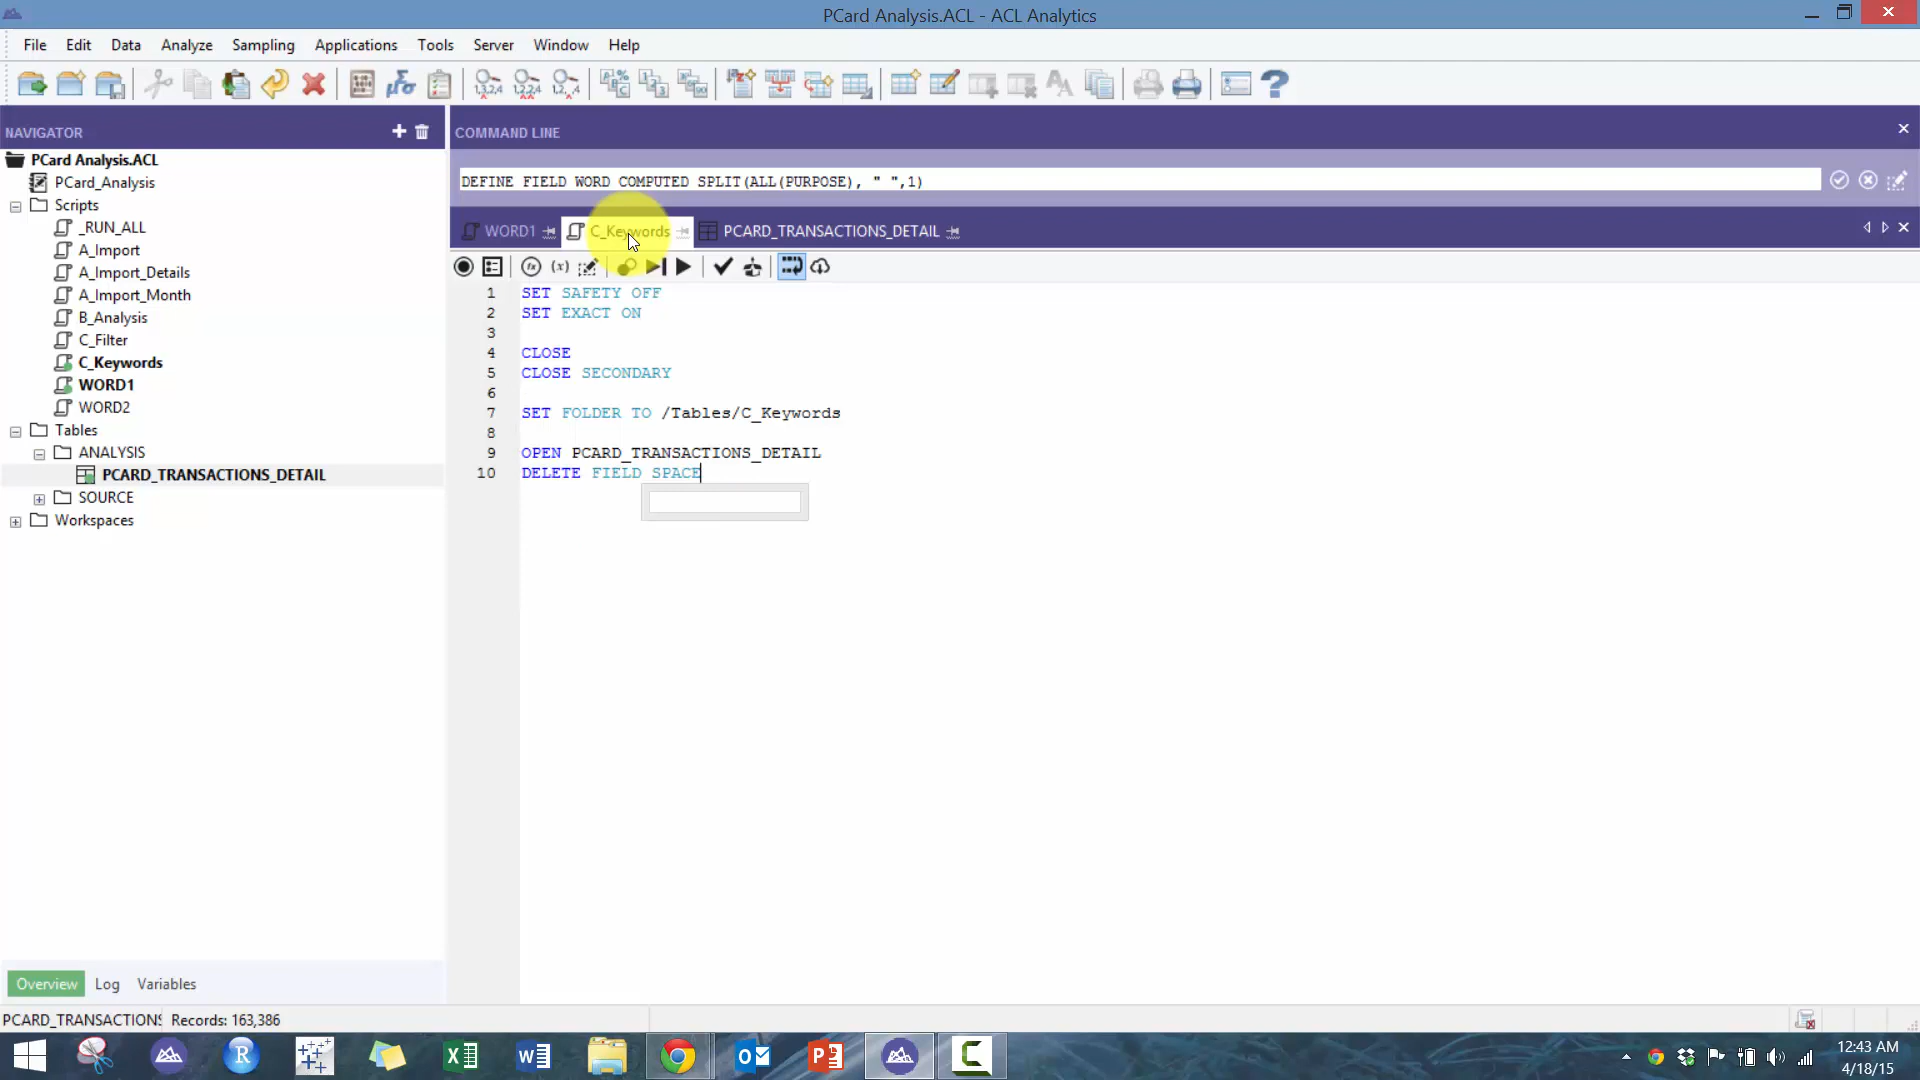 PCard Analysis.ACL - ACL Analytics
File Edit Data Analyze Sampling Applications Tools Server Window Help
NAVIGATOR
COMMAND LINE
PCard Analysis.ACL
PCard_Analysis
Scripts
_RUN_ALL
A_Import
A_Import_Details
A_Import_Month
B_Analysis
C_Filter
C_Keywords
WORD1
WORD2
Tables
ANALYSIS
PCARD_TRANSACTIONS_DETAIL
SOURCE
Workspaces
Overview Log Variables
DEFINE FIELD WORD COMPUTED SPLIT(ALL(PURPOSE), " ",1)
WORD1 C_Keywords PCARD_TRANSACTIONS_DETAIL
1 SET SAFETY OFF
2 SET EXACT ON
3
4 CLOSE
5 CLOSE SECONDARY
6
7 SET FOLDER TO /Tables/C_Keywords
8
9 OPEN PCARD_TRANSACTIONS_DETAIL
10 DELETE FIELD SPACE
PCARD_TRANSACTIONS Records: 163,386
12:43 AM
4/18/15